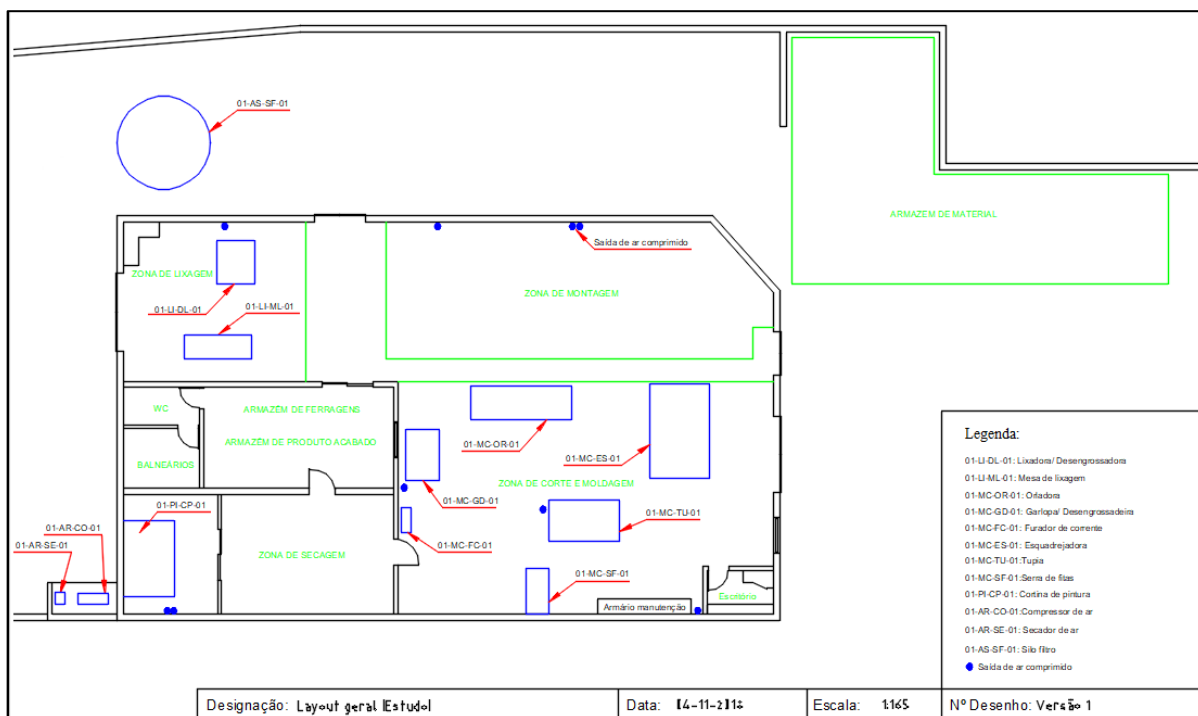 01-AS-SF-01
ARMAZÉM DE MATERIAL
Saída de ar comprimido
ZONA DE LIXAGEM
ZONA DE MONTAGEM
01-LI-DL-01
01-LI-ML-01
WC
ARMAZÉM DE FERRAGENS
ARMAZÉM DE PRODUTO ACABADO
BALNEÁRIOS
01-MC-OR-01
01-MC-ES-01
ZONA DE CORTE E MOLDAGEM
01-MC-GD-01
01-PI-CP-01
01-MC-TU-01
01-AR-CO-01
01-AR-SE-01
01-MC-FC-01
ZONA DE SECAGEM
01-MC-SF-01
Escritório
Armário manutenção
Legenda:
01-LI-DL-01: Lixadora/ Desengrossadora
01-LI-ML-01: Mesa de lixagem
01-MC-OR-01: Orladora
01-MC-GD-01: Garlopa/ Desengrossadeira
01-MC-FC-01: Furador de corrente
01-MC-ES-01: Esquadrejadora
01-MC-TU-01:Tupia
01-MC-SF-01:Serra de fitas
01-PI-CP-01: Cortina de pintura
01-AR-CO-01:Compressor de ar
01-AR-SE-01: Secador de ar
01-AS-SF-01: Silo filtro
Saída de ar comprimido
Designação: Layout geral (Estudo)
Data:
Escala: 1:165
Nº Desenho: Versão 1